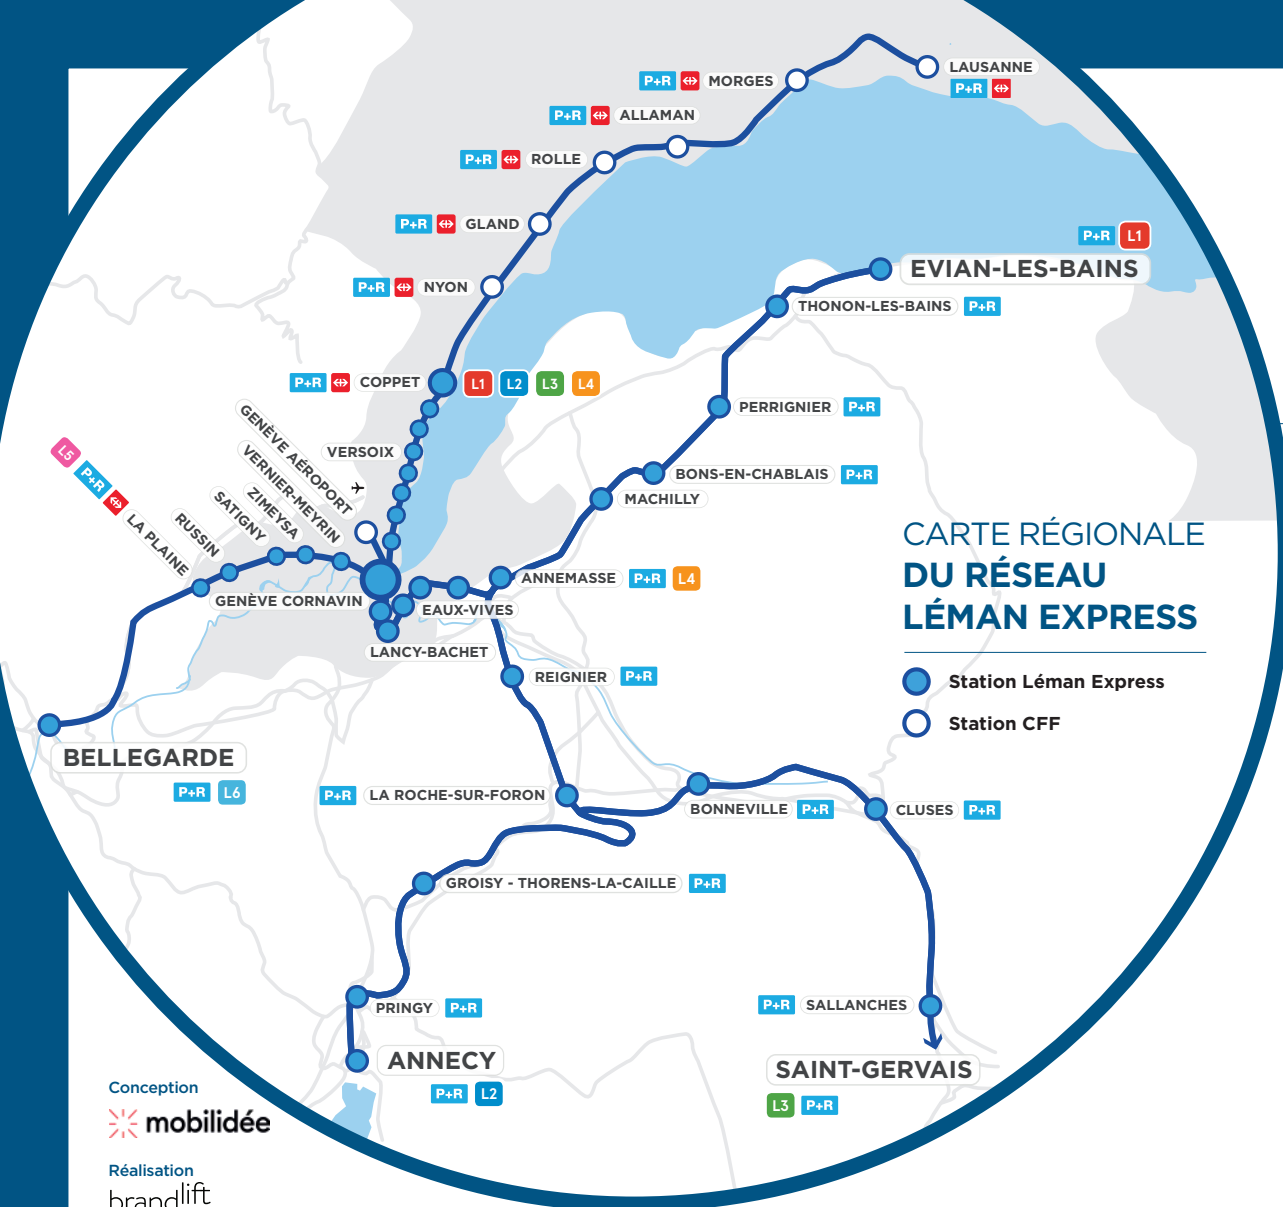 P+R MORGES
LAUSANNE
P+R
P+R ALLAMAN
P+R ROLLE
P+R GLAND
P+R L1
EVIAN-LES-BAINS
P+R NYON
THONON-LES-BAINS P+R
P+R COPPET L1 L2 L3 L4
PERRIGNIER P+R
VERSOIX
GENÈVE AÉROPORT
VERNIER-MEYRIN
ZIMEYSA
SATIGNY
RUSSIN
L5 P+R LA PLAINE
BONS-EN-CHABLAIS P+R
MACHILLY
CARTE RÉGIONALE
DU RÉSEAU
LÉMAN EXPRESS
ANNEMASSE P+R L4
GENÈVE CORNAVIN
EAUX-VIVES
LANCY-BACHET
REIGNIER P+R
Station Léman Express
Station CFF
BELLEGARDE
P+R L6
P+R LA ROCHE-SUR-FORON
BONNEVILLE P+R
CLUSES P+R
GROISY - THORENS-LA-CAILLE P+R
PRINGY P+R
P+R SALLANCHES
ANNECY
P+R L2
SAINT-GERVAIS
L3 P+R
Conception
mobilidée
Réalisation
brandlift